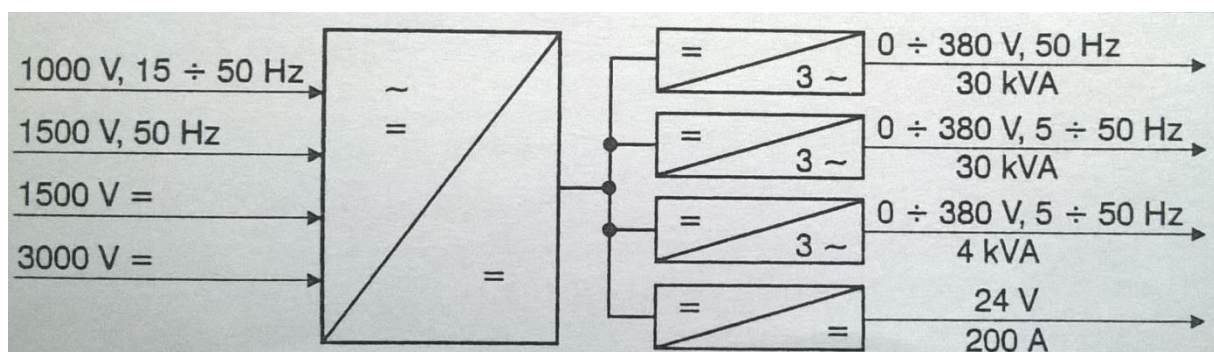 1000 V, 15 ÷ 50 Hz
1500 V, 50 Hz
1500 V =
3000 V =
~
=
=
=
3 ~
0 ÷ 380 V, 50 Hz
30 kVA
=
3 ~
0 ÷ 380 V, 5 ÷ 50 Hz
30 kVA
=
3 ~
0 ÷ 380 V, 5 ÷ 50 Hz
4 kVA
=
=
24 V
200 A